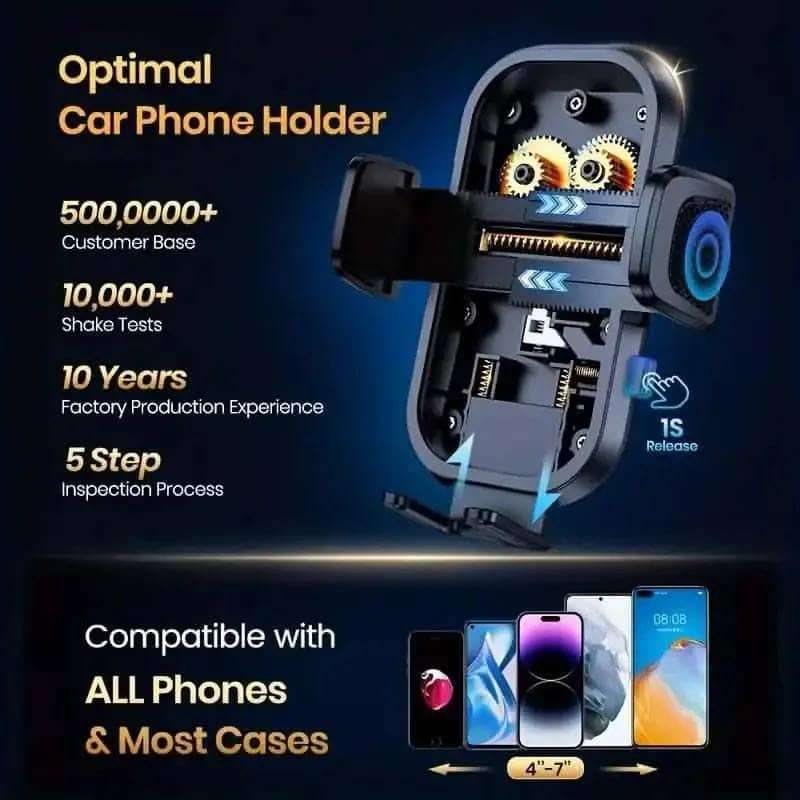 Optimal
Car Phone Holder
500,0000+
Customer Base
10,000+
Shake Tests
10 Years
Factory Production Experience
5 Step
Inspection Process
1S
Release
Compatible with
ALL Phones
& Most Cases
08:08
4"-7"